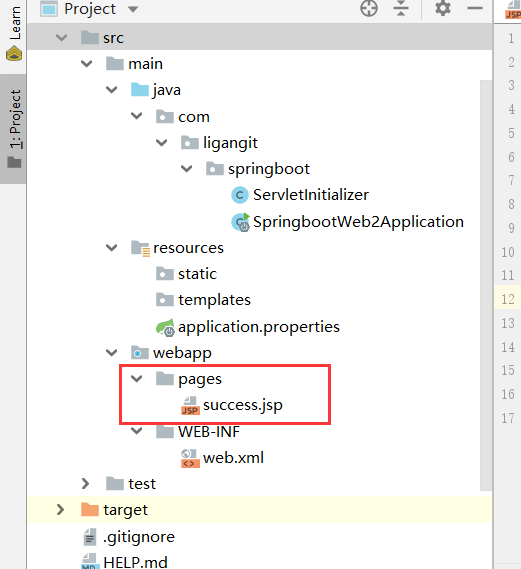 Project
Learn
1: Project
src
main
java
com
ligangit
springboot
ServletInitializer
SpringbootWeb2Application
resources
static
templates
application.properties
webapp
pages
JSP success.jsp
WEB-INF
web.xml
test
target
.gitignore
HELP.md
JSP
1
2
3
4
5
6
7
8
9
10
11
12
13
14
15
16
17